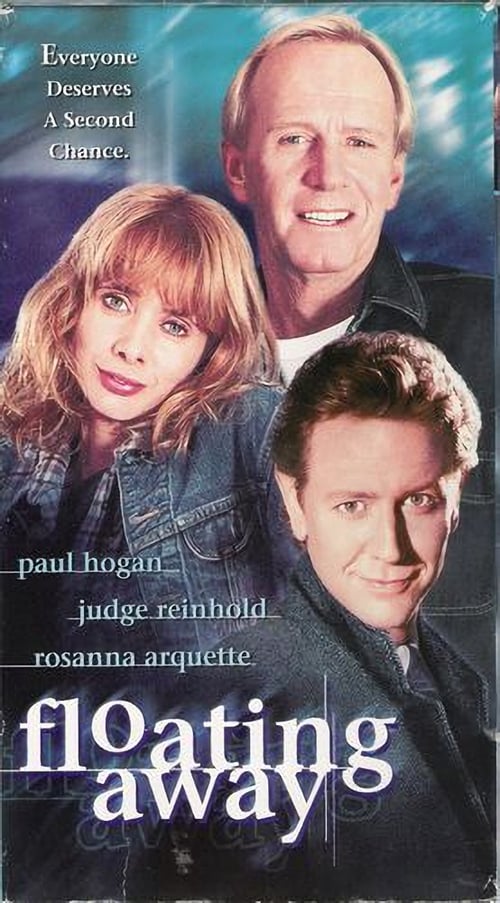 Everyone
Deserves
A Second
Chance.
paul hogan
judge reinhold
rosanna arquette
floating
away